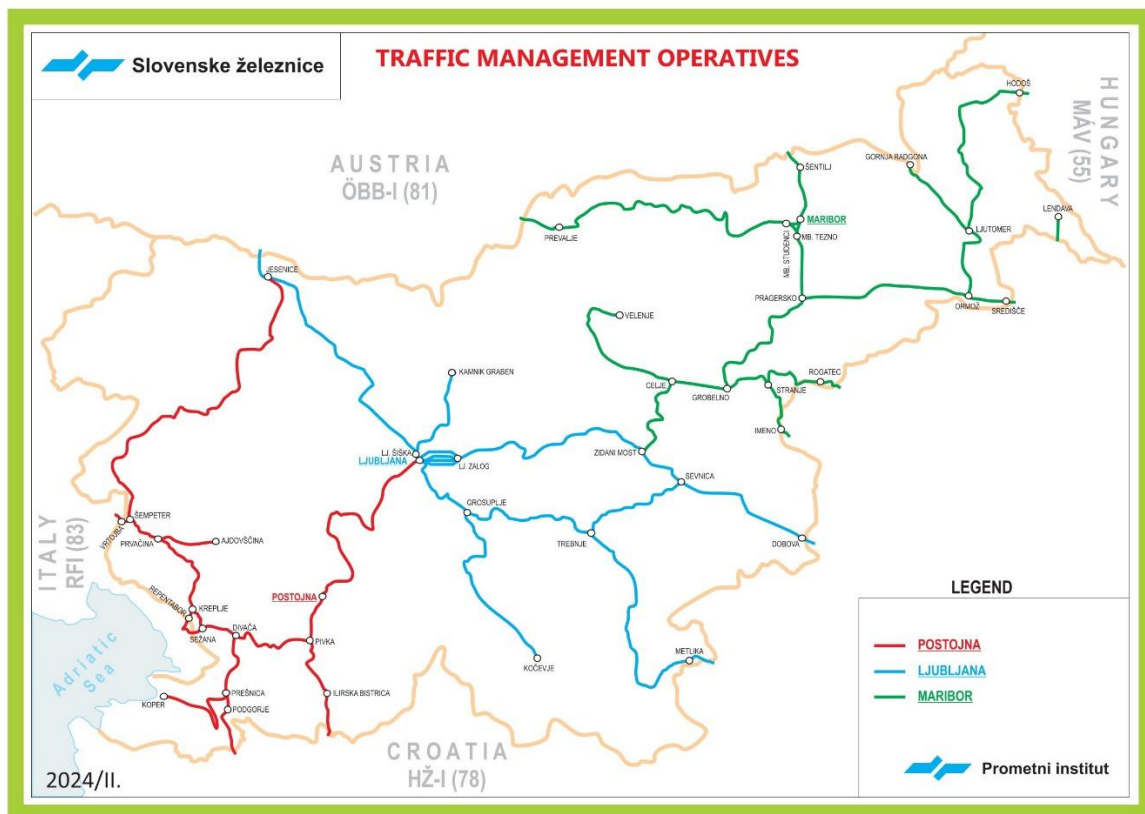 Slovenske železnice
TRAFFIC MANAGEMENT OPERATIVES
HUNGARY
MÁV (55)
AUSTRIA
ÖBB-I (81)
HODOŠ
ŠENTILJ
GORNJA RADGONA
LENDAVA
MARIBOR
PREVALJE
MB. STUDENCI
MB. TEZNO
LJUTOMER
JESENICE
PRAGERSKO
ORMOŽ
SREDIŠČE
VELENJE
KAMNIK GRABEN
CELJE
GROBELNO
STRANJE
ROGATEC
IMENO
LJ. ŠIŠKA
LJUBLJANA
LJ. ZALOG
ZIDANI MOST
SEVNICA
GROSUPLJE
ŠEMPETER
VRTOJBA
PRVAČINA
AJDOVŠČINA
TREBNJE
DOBOVA
ITALY
RFI (83)
POSTOJNA
REPENTABOR
KREPLJE
SEŽANA
DIVAČA
PIVKA
KOČEVJE
METLIKA
Adriatic
Sea
KOPER
PREŠNICA
PODGORJE
ILIRSKA BISTRICA
CROATIA
HŽ-I (78)
LEGEND
POSTOJNA
LJUBLJANA
MARIBOR
Prometni institut
2024/II.